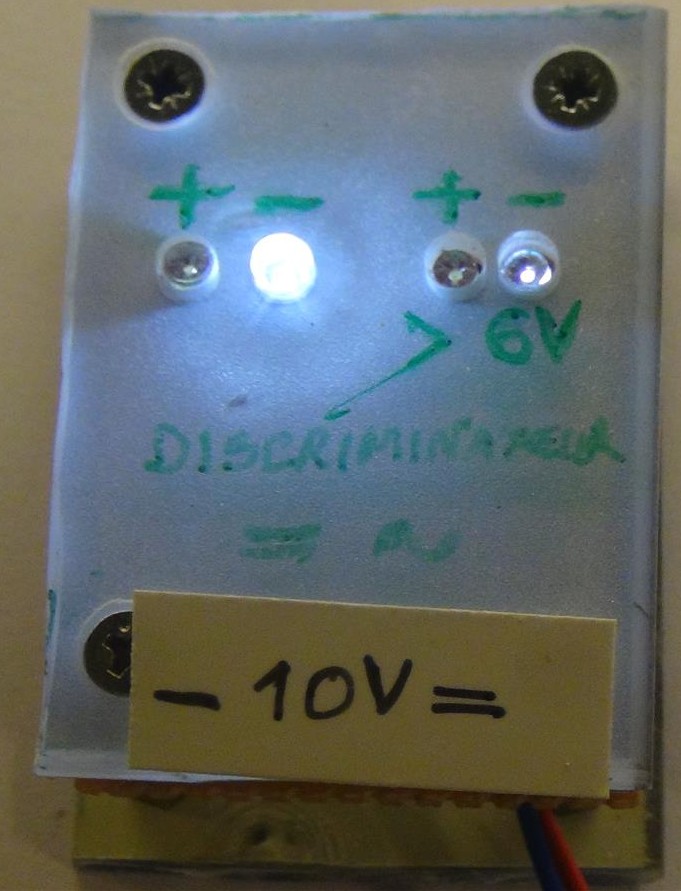 + - + -
> 6V
DISCRIMINATEUR
= ~
- 10V =